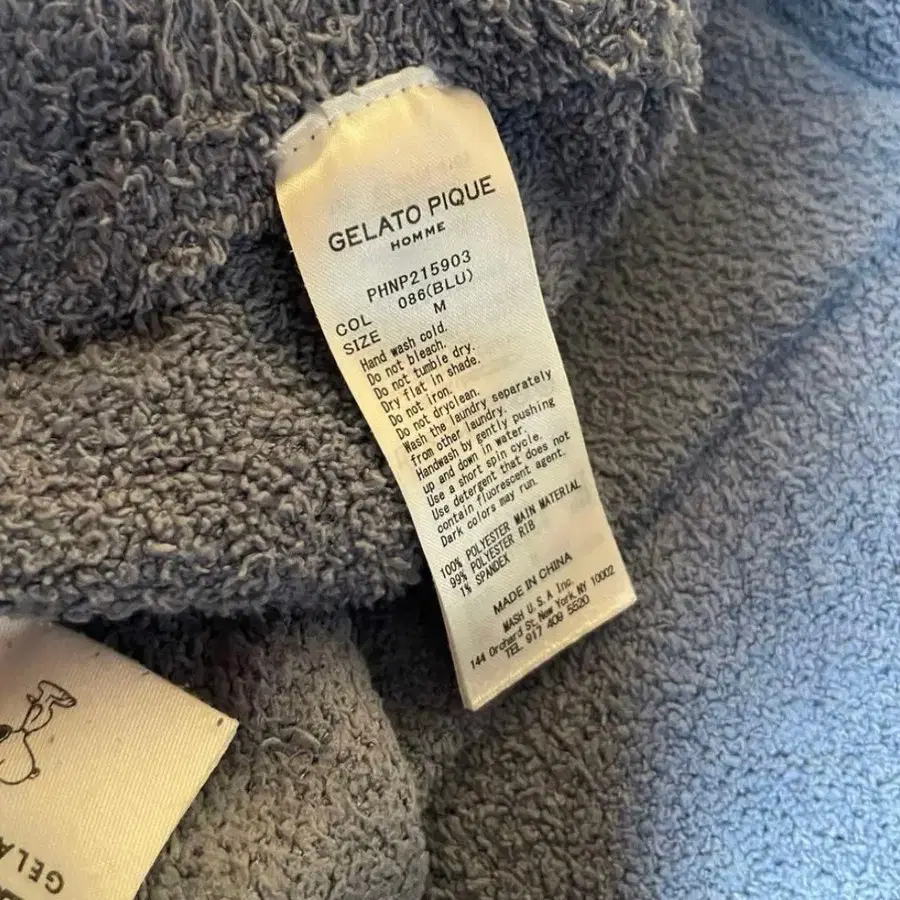 GELATO PIQUE
HOMME
PHNP215903
COL 086(BLU)
SIZE M
Hand wash cold.
Do not bleach.
Do not tumble dry.
Dry flat in shade.
Do not iron.
Do not dryclean.
Wash the laundry separately
from other laundry.
Handwash by gently pushing
up and down in water.
Use a short spin cycle.
Use detergent that does not
contain fluorescent agent.
Dark colors may run.
100% POLYESTER MAIN MATERIAL
99% POLYESTER RIB
1% SPANDEX
MADE IN CHINA
MASH U.S.A Inc.
144 Orchard St, New York, NY 10002
TEL 917 409 5520
GELA